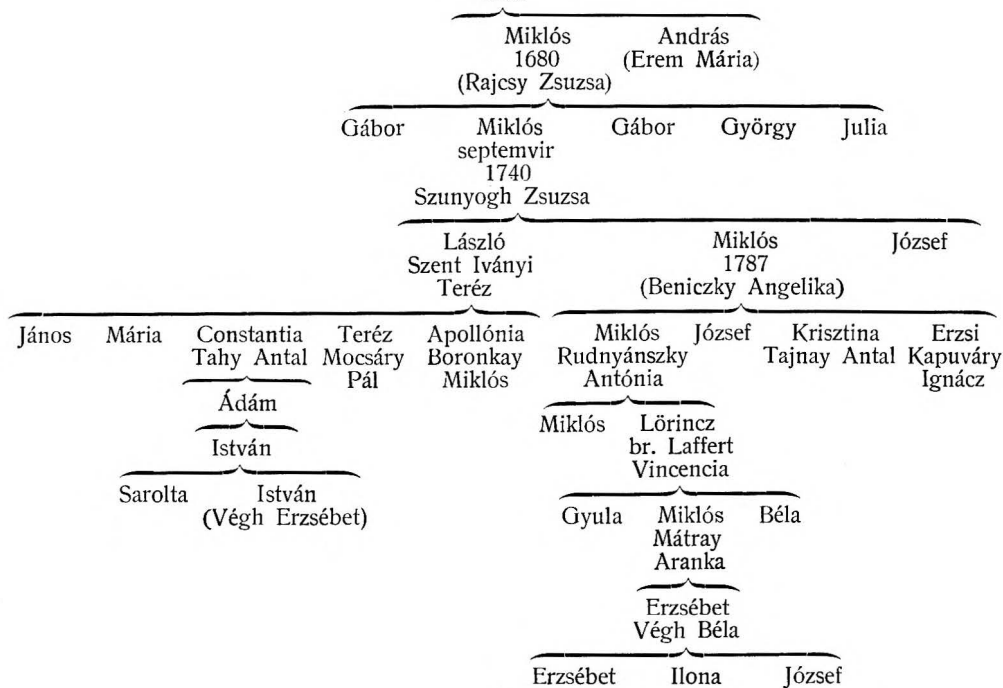 Miklós András
1680 (Erem Mária)
(Rajcsy Zsuzsa)
Gábor Miklós Gábor György Julia
septemvir
1740
Szunyogh Zsuzsa
László Miklós József
Szent Iványi 1787
Teréz (Beniczky Angelika)
János Mária Constantia Teréz Apollónia Miklós József Krisztina Erzsi
Tahy Antal Mocsáry Boronkay Rudnyánszky Tajnay Antal Kapuváry
Pál Miklós Antónia Ignácz
Ádám Miklós Lörincz
István br. Laffert
Vincencia
Sarolta István Gyula Miklós Béla
(Végh Erzsébet) Mátray
Aranka
Erzsébet
Végh Béla
Erzsébet Ilona József